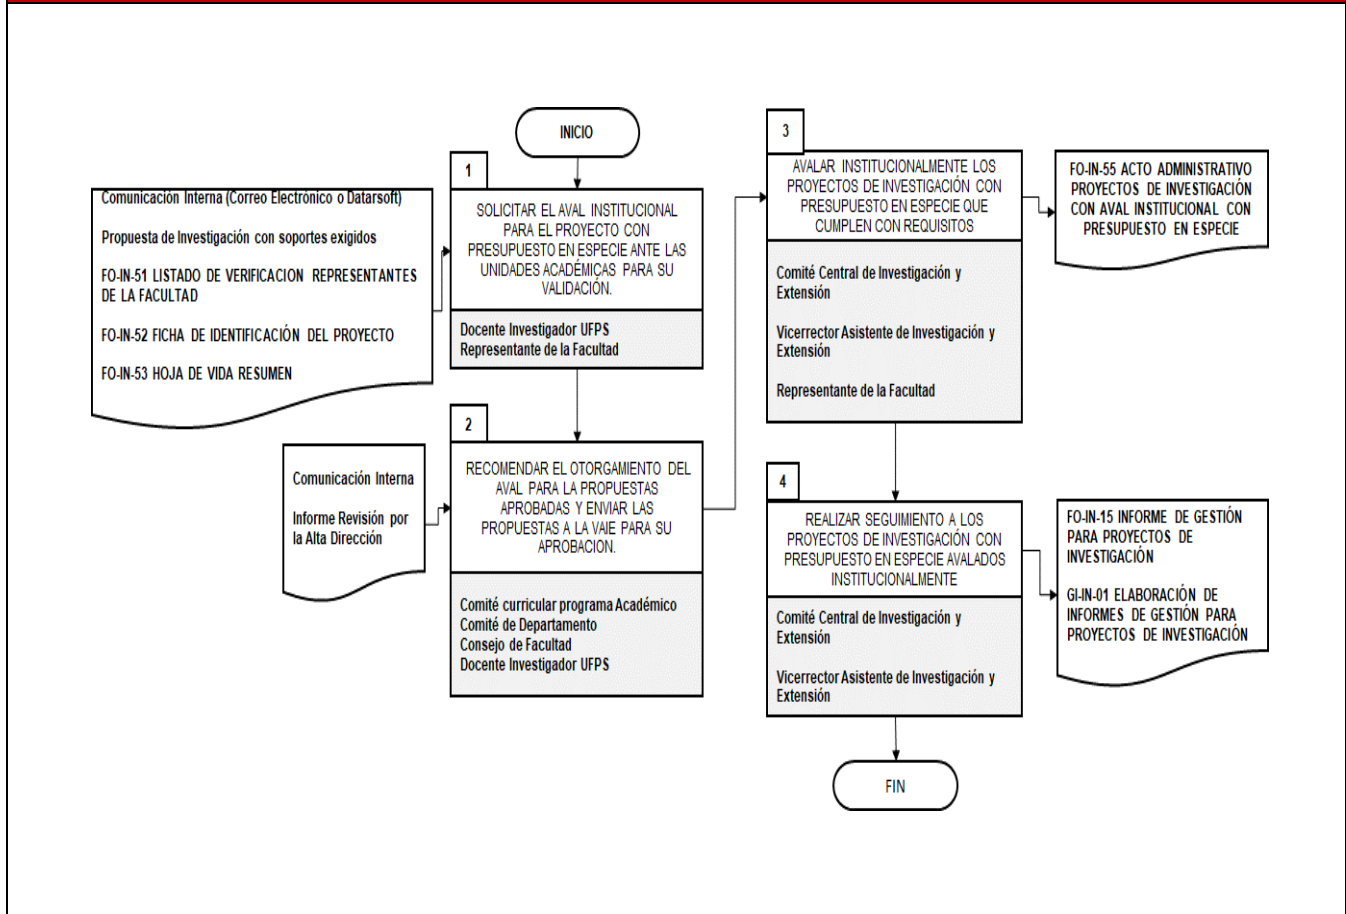 INICIO
1
Comunicación Interna (Correo Electrónico o Datarsoft)
Propuesta de Investigación con soportes exigidos
FO-IN-51 LISTADO DE VERIFICACION REPRESENTANTES
DE LA FACULTAD
FO-IN-52 FICHA DE IDENTIFICACIÓN DEL PROYECTO
FO-IN-53 HOJA DE VIDA RESUMEN
SOLICITAR EL AVAL INSTITUCIONAL
PARA EL PROYECTO CON
PRESUPUESTO EN ESPECIE ANTE LAS
UNIDADES ACADÉMICAS PARA SU
VALIDACIÓN.
Docente Investigador UFPS
Representante de la Facultad
2
Comunicación Interna
Informe Revisión por
la Alta Dirección
RECOMENDAR EL OTORGAMIENTO DEL
AVAL PARA LA PROPUESTAS
APROBADAS Y ENVIAR LAS
PROPUESTAS A LA VAIE PARA SU
APROBACION.
Comité curricular programa Académico
Comité de Departamento
Consejo de Facultad
Docente Investigador UFPS
3
AVALAR INSTITUCIONALMENTE LOS
PROYECTOS DE INVESTIGACIÓN CON
PRESUPUESTO EN ESPECIE QUE
CUMPLEN CON REQUISITOS
Comité Central de Investigación y
Extensión
Vicerrector Asistente de Investigación y
Extensión
Representante de la Facultad
FO-IN-55 ACTO ADMINISTRATIVO
PROYECTOS DE INVESTIGACIÓN
CON AVAL INSTITUCIONAL CON
PRESUPUESTO EN ESPECIE
4
REALIZAR SEGUIMIENTO A LOS
PROYECTOS DE INVESTIGACIÓN CON
PRESUPUESTO EN ESPECIE AVALADOS
INSTITUCIONALMENTE
Comité Central de Investigación y
Extensión
Vicerrector Asistente de Investigación y
Extensión
FO-IN-15 INFORME DE GESTIÓN
PARA PROYECTOS DE
INVESTIGACIÓN
GI-IN-01 ELABORACIÓN DE
INFORMES DE GESTIÓN PARA
PROYECTOS DE INVESTIGACIÓN
FIN